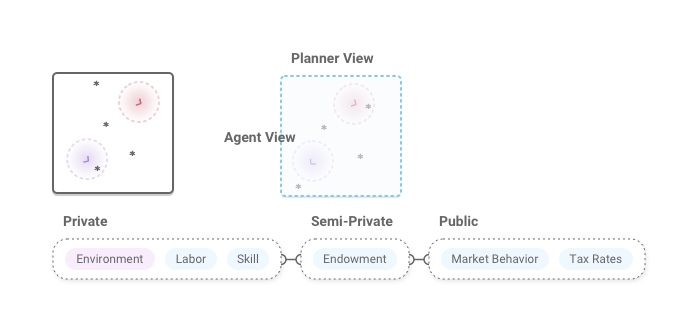 Planner View
Agent View
Private
Semi-Private
Public
Environment
Labor
Skill
Endowment
Market Behavior
Tax Rates